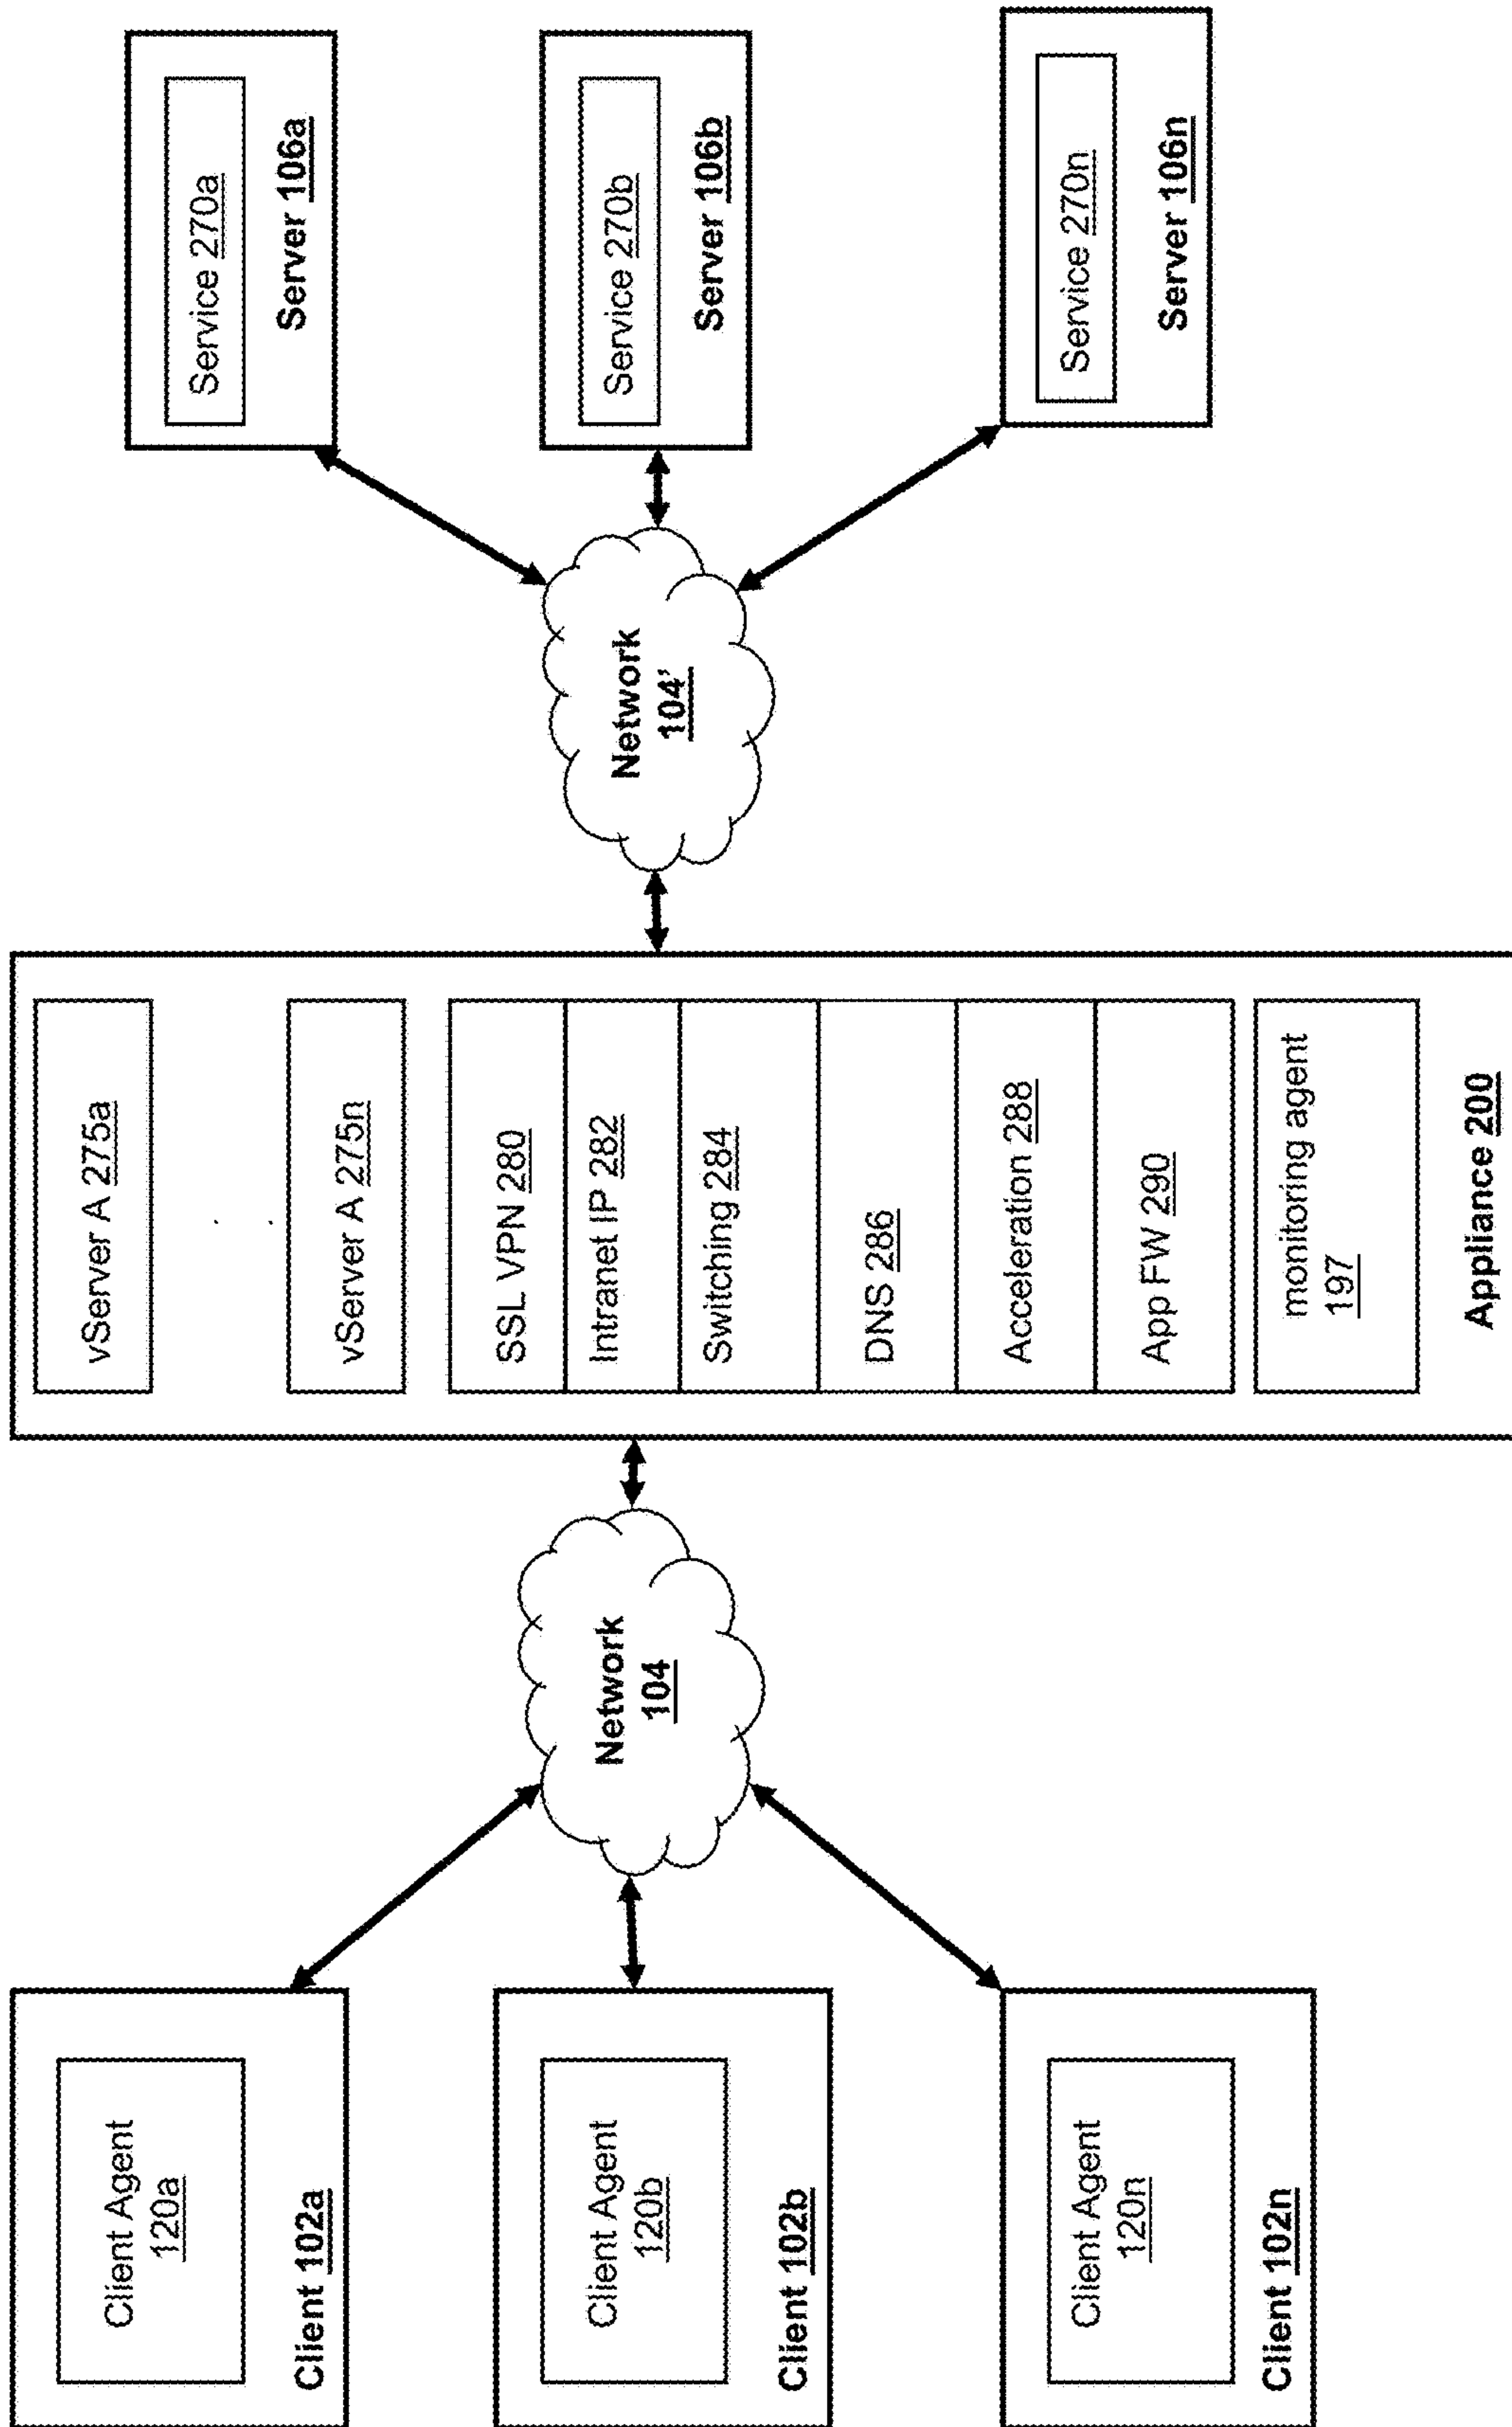 Client Agent
120a
Client 102a
Client Agent
120b
Client 102b
Client Agent
120n
Client 102n
Network
104
vServer A 275a
vServer A 275n
SSL VPN 280
Intranet IP 282
Switching 284
DNS 286
Acceleration 288
App FW 290
monitoring agent
197
Appliance 200
Network
104'
Service 270a
Server 106a
Service 270b
Server 106b
Service 270n
Server 106n